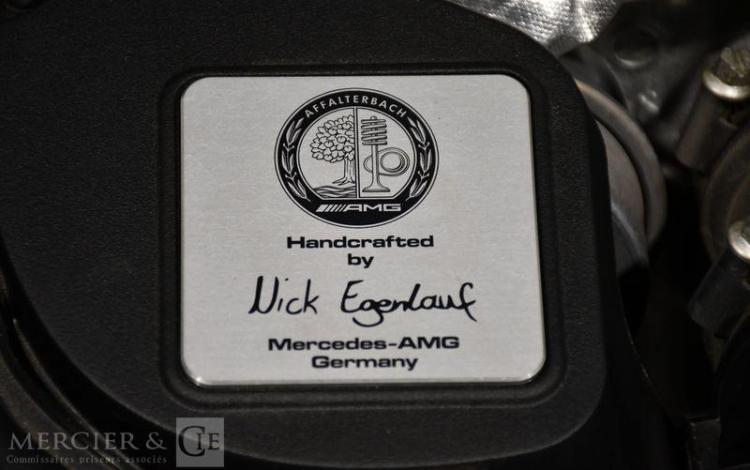 AFFALTERBACH
AMG
Handcrafted
by
Nick Egenlauf
Mercedes-AMG
Germany
MERCIER & CIE
Commissaires priseurs associés